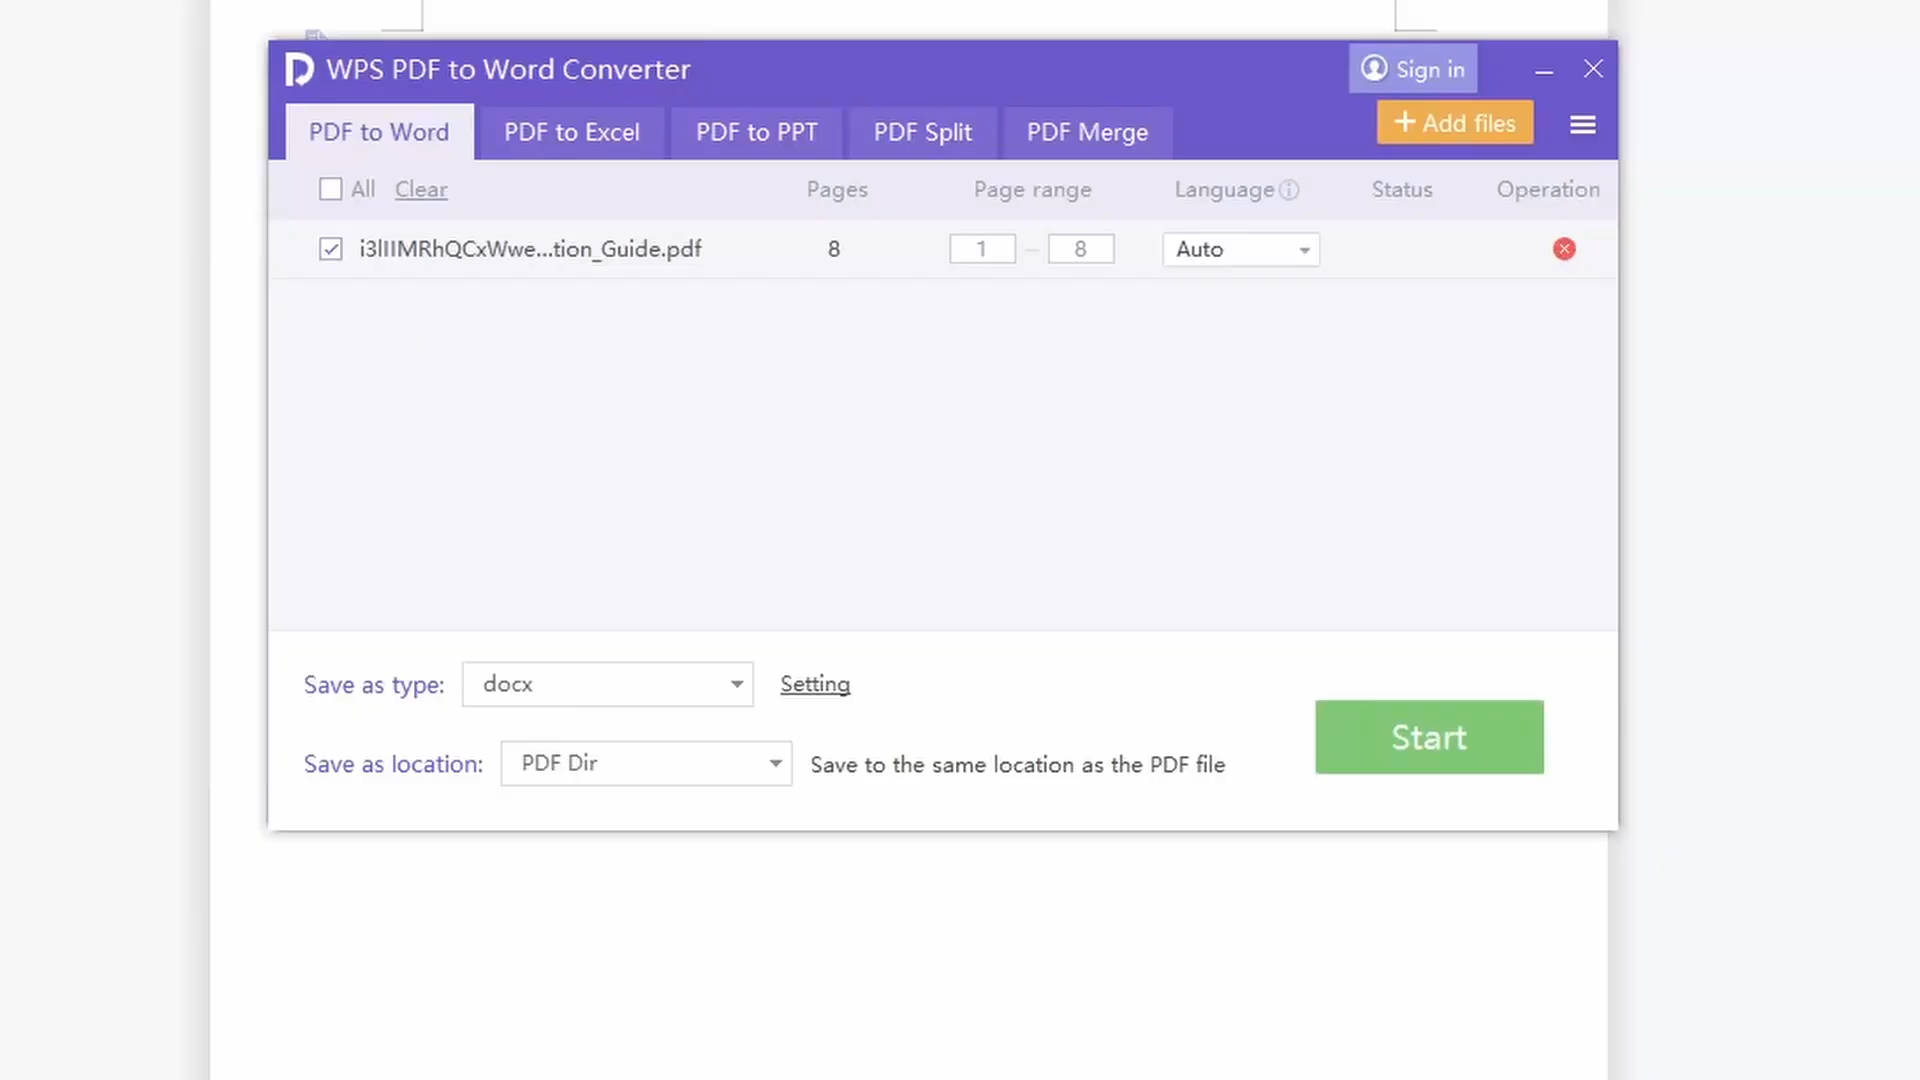 WPS PDF to Word Converter
Sign in
PDF to Word
PDF to Excel
PDF to PPT
PDF Split
PDF Merge
+ Add files
All
Clear
Pages
Page range
Language
Status
Operation
i3lIIMRhQCxWwe...tion_Guide.pdf
8
1 – 8
Auto
Save as type:
docx
Setting
Start
Save as location:
PDF Dir
Save to the same location as the PDF file